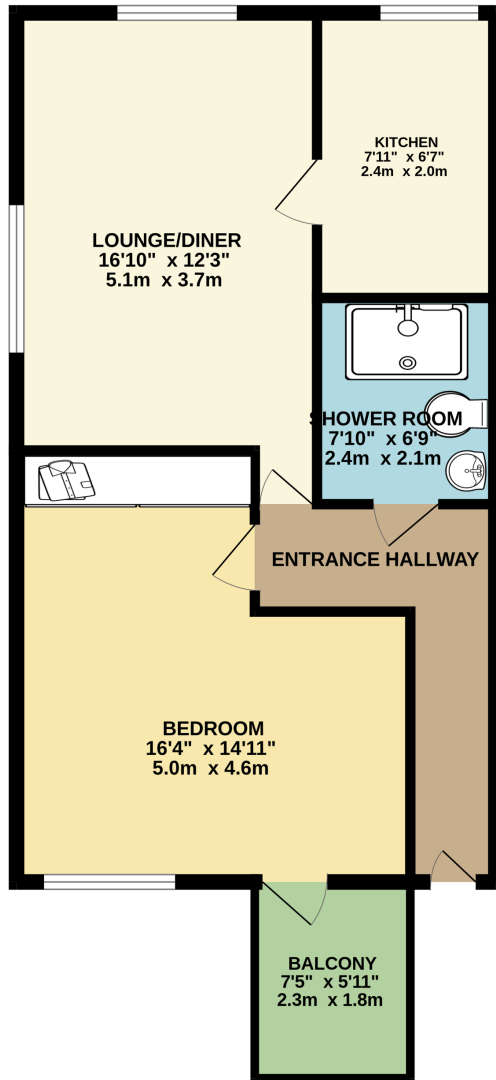 KITCHEN
7'11" x 6'7"
2.4m x 2.0m
LOUNGE/DINER
16'10" x 12'3"
5.1m x 3.7m
SHOWER ROOM
7'10" x 6'9"
2.4m x 2.1m
ENTRANCE HALLWAY
BEDROOM
16'4" x 14'11"
5.0m x 4.6m
BALCONY
7'5" x 5'11"
2.3m x 1.8m